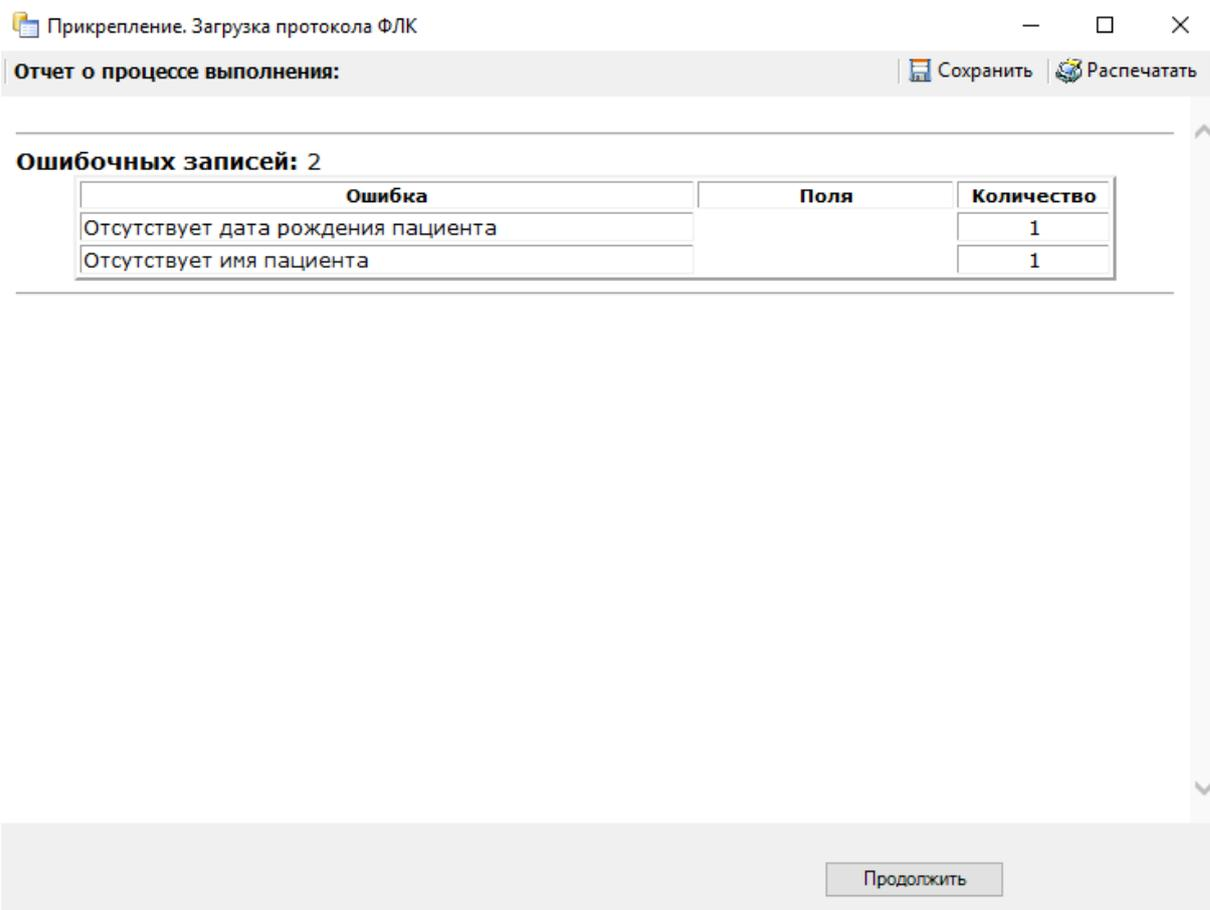 Прикрепление. Загрузка протокола ФЛК
Отчет о процессе выполнения: Сохранить Распечатать
Ошибочных записей: 2
Ошибка Поля Количество
Отсутствует дата рождения пациента 1
Отсутствует имя пациента 1
Продолжить